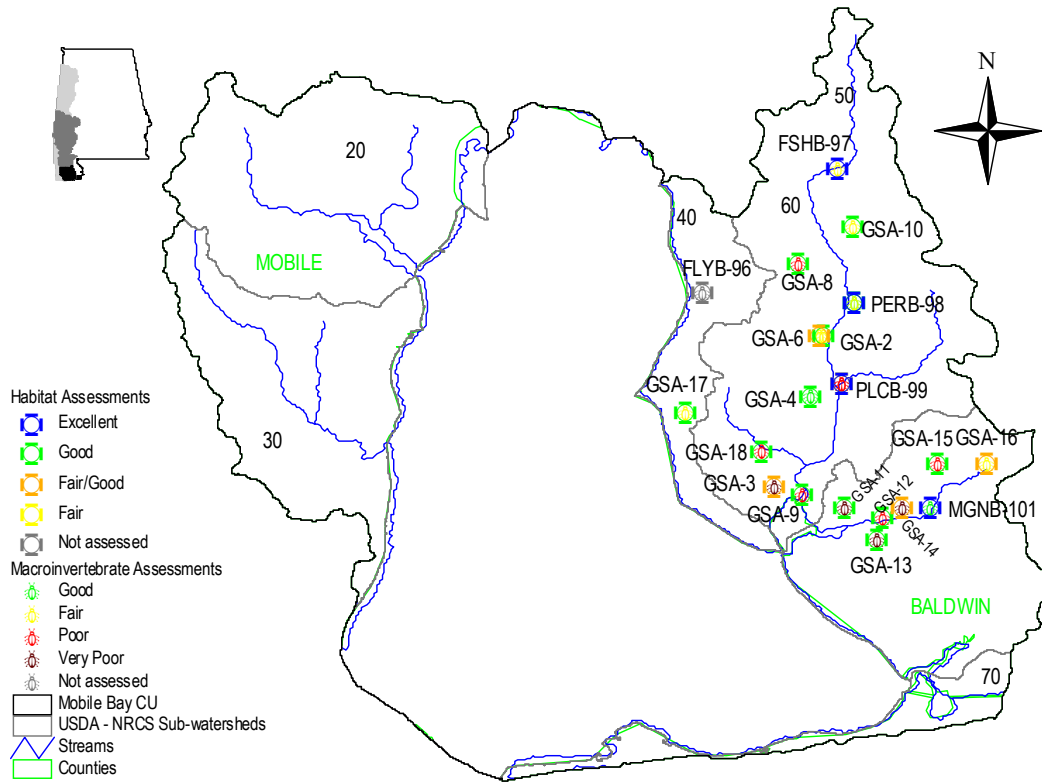 N
50
FSHB-97
20
60
40
GSA-10
MOBILE
FLYB-96
GSA-8
PERB-98
GSA-6
GSA-2
PLCB-99
GSA-17
GSA-4
30
GSA-15
GSA-16
GSA-18
GSA-11
GSA-12
GSA-3
GSA-9
MGNB-101
GSA-14
GSA-13
BALDWIN
70
Habitat Assessments
Excellent
Good
Fair/Good
Fair
Not assessed
Macroinvertebrate Assessments
Good
Fair
Poor
Very Poor
Not assessed
Mobile Bay CU
USDA - NRCS Sub-watersheds
Streams
Counties